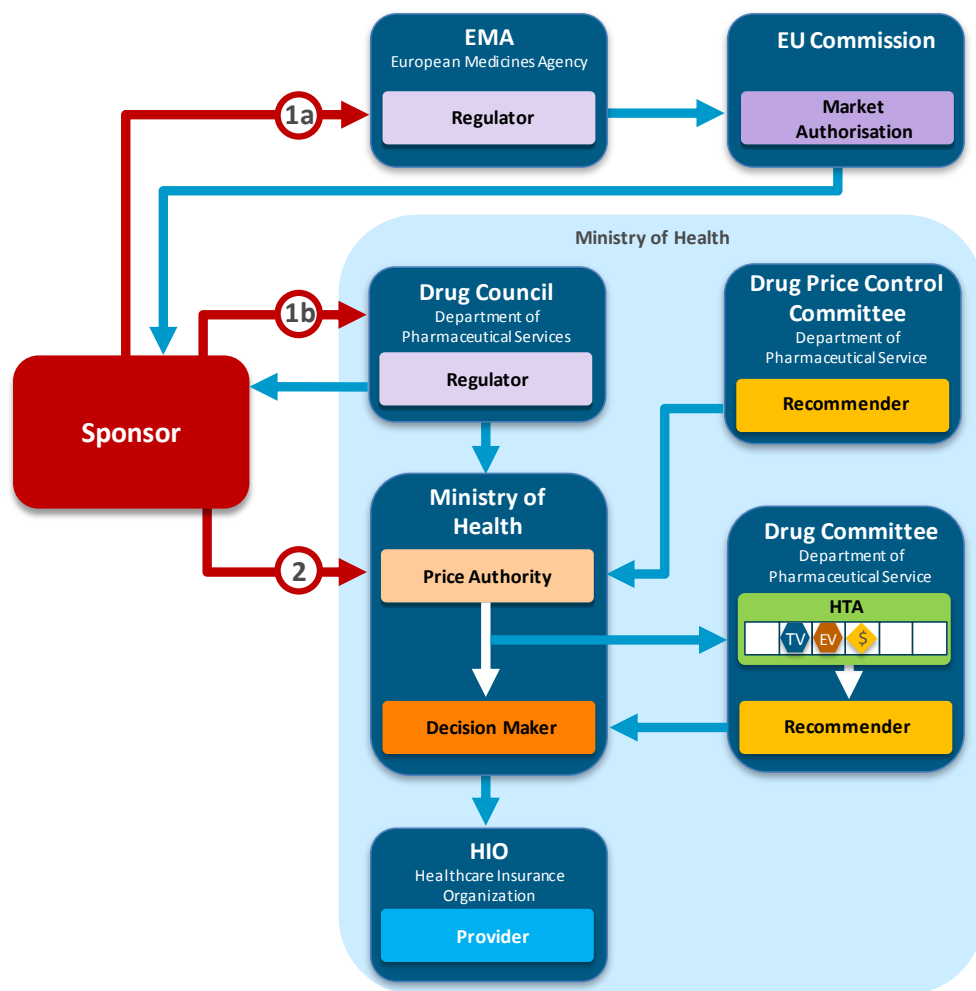 EMA
European Medicines Agency
Regulator
EU Commission
Market
Authorisation
1a
Ministry of Health
1b
Drug Council
Department of
Pharmaceutical Services
Regulator
Drug Price Control
Committee
Department of
Pharmaceutical Service
Recommender
Sponsor
2
Ministry of
Health
Price Authority
Decision Maker
Drug Committee
Department of
Pharmaceutical Service
HTA
TV
EV
$
Recommender
HIO
Healthcare Insurance
Organization
Provider